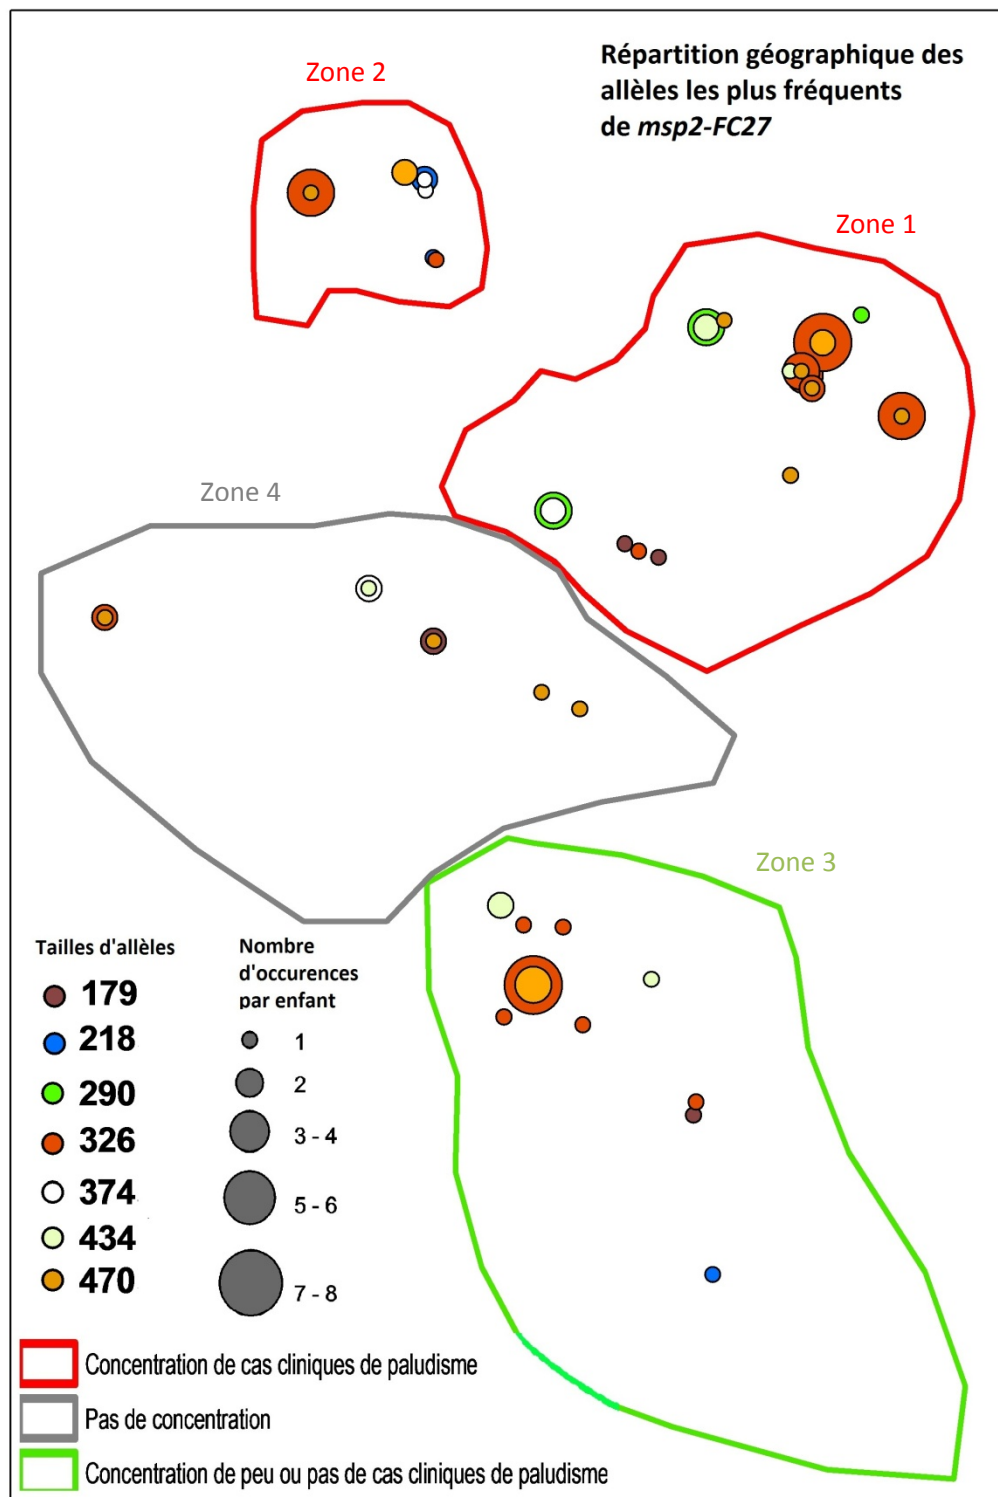 Répartition géographique des
allèles les plus fréquents
de msp2-FC27
Zone 2
Zone 1
Zone 4
Zone 3
Tailles d'allèles
179
218
290
326
374
434
470
Nombre
d'occurences
par enfant
1
2
3 - 4
5 - 6
7 - 8
Concentration de cas cliniques de paludisme
Pas de concentration
Concentration de peu ou pas de cas cliniques de paludisme